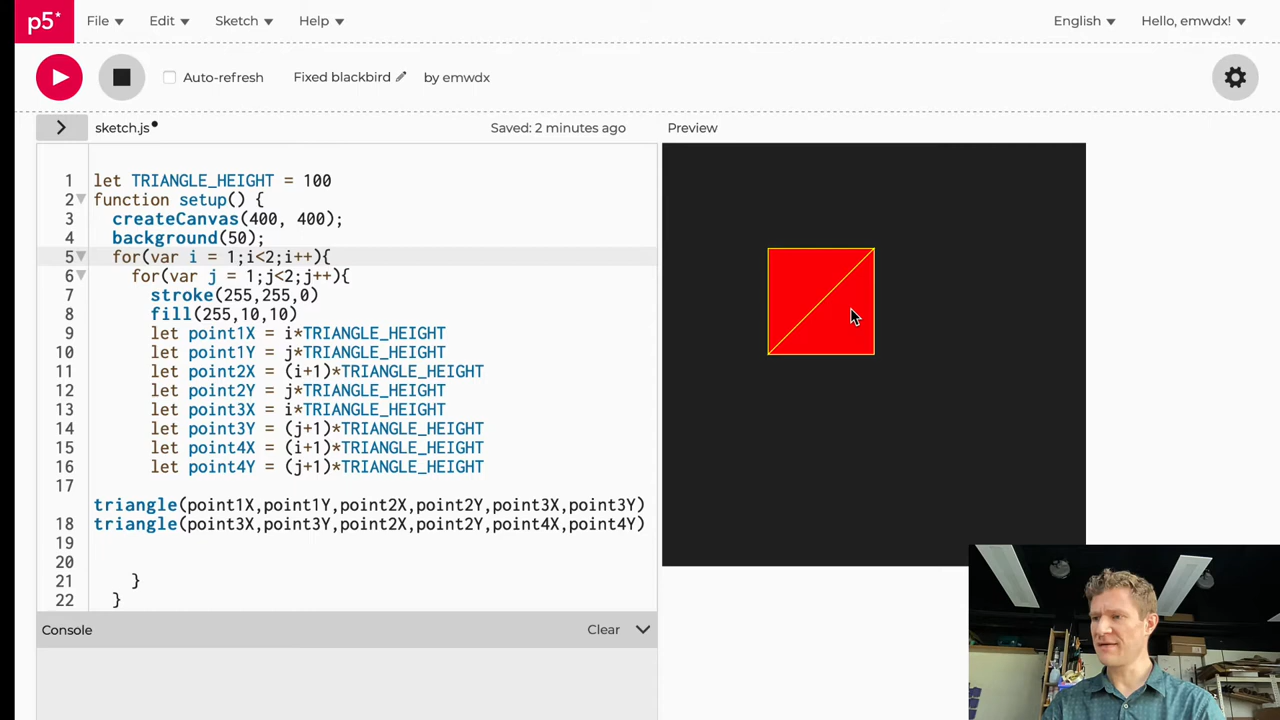 p5* File Edit Sketch Help English Hello, emwdx!
Auto-refresh Fixed blackbird by emwdx
sketch.js Saved: 2 minutes ago Preview
1 let TRIANGLE_HEIGHT = 100
2 function setup() {
3 createCanvas(400, 400);
4 background(50);
5 for(var i = 1;i<2;i++){
6 for(var j = 1;j<2;j++){
7 stroke(255,255,0)
8 fill(255,10,10)
9 let point1X = i*TRIANGLE_HEIGHT
10 let point1Y = j*TRIANGLE_HEIGHT
11 let point2X = (i+1)*TRIANGLE_HEIGHT
12 let point2Y = j*TRIANGLE_HEIGHT
13 let point3X = i*TRIANGLE_HEIGHT
14 let point3Y = (j+1)*TRIANGLE_HEIGHT
15 let point4X = (i+1)*TRIANGLE_HEIGHT
16 let point4Y = (j+1)*TRIANGLE_HEIGHT
17
triangle(point1X,point1Y,point2X,point2Y,point3X,point3Y)
18 triangle(point3X,point3Y,point2X,point2Y,point4X,point4Y)
19
20
21 }
22 }
Console Clear